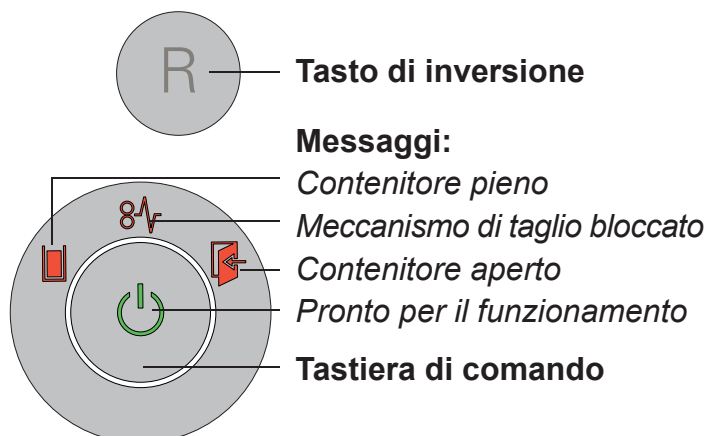 R
Tasto di inversione
Messaggi:
Contenitore pieno
Meccanismo di taglio bloccato
Contenitore aperto
Pronto per il funzionamento
Tastiera di comando